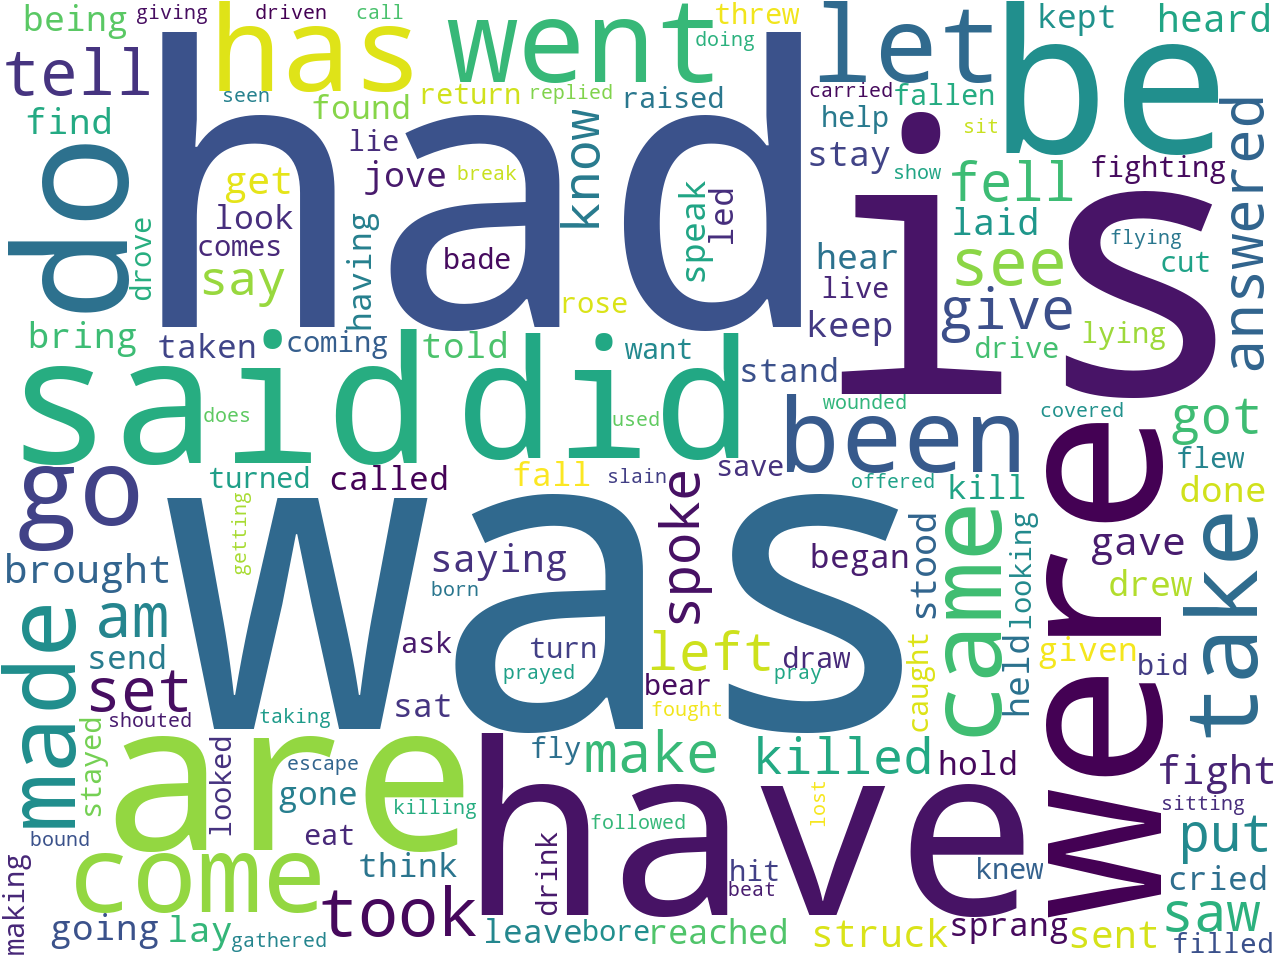 being
giving
driven
call
has
went
threw
doing
let
be
kept
heard
tell
had
seen
found
return
replied
raised
carried
help
fallen
sit
find
lie
know
is
answered
do
get
jove
break
stay
show
fell
fighting
look
comes
say
drove
having
bade
speak
led
hear
live
laid
see
flying
cut
rose
keep
give
drive
lying
bring
taken
coming
told
want
stand
said
did
does
used
been
wounded
covered
got
go
turned
called
fall
slain
save
offered
kill
were
flew
done
was
getting
spoke
stood
came
looking
take
brought
saying
born
began
gave
drew
made
am
send
ask
turn
prayed
left
draw
pray
caught
held
given
bid
set
shouted
taking
sat
bear
fought
stayed
are
looked
escape
gone
killing
eat
fly
make
killed
hold
fight
sitting
have
followed
lost
put
bound
come
think
drink
hit
beat
knew
cried
making
going
lay
gathered
took
leave
bore
reached
struck
sprang
sent
saw
filled